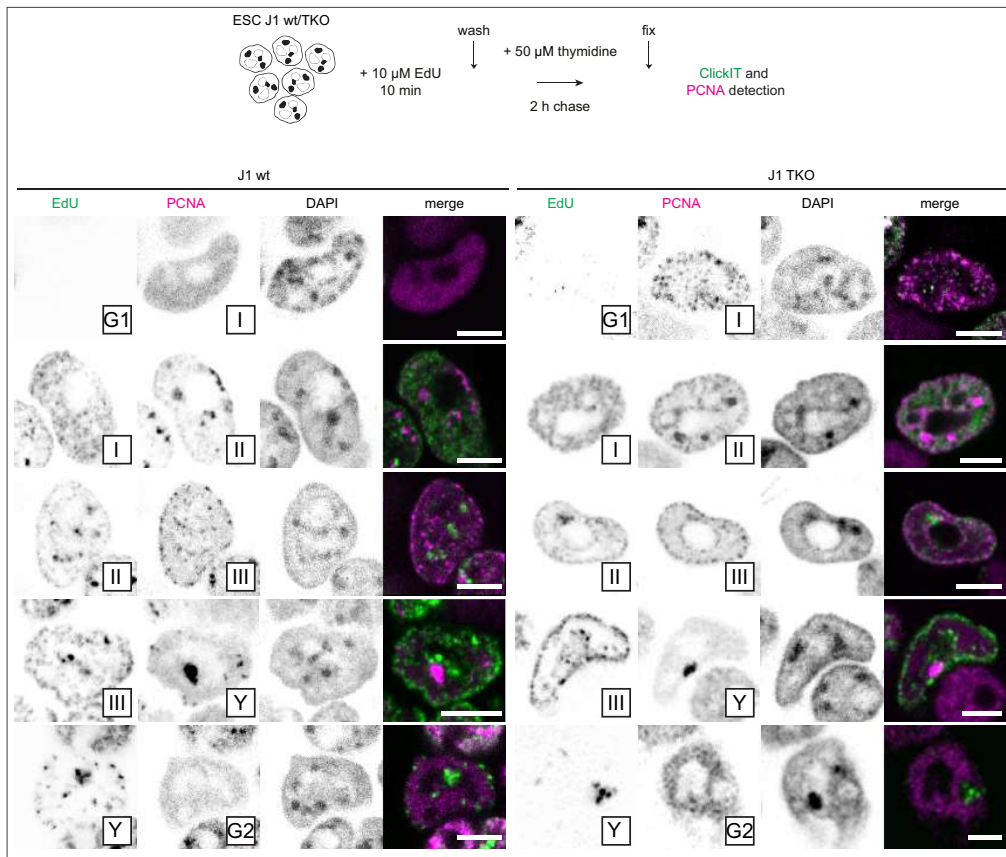 ESC J1 wt/TKO
wash
fix
+ 50 µM thymidine
+ 10 µM EdU
10 min
2 h chase
ClickIT and
PCNA detection
J1 wt
J1 TKO
EdU PCNA DAPI merge EdU PCNA DAPI merge
G1 I G1 I
I II I II
II III II III
III Y III Y
Y G2 Y G2